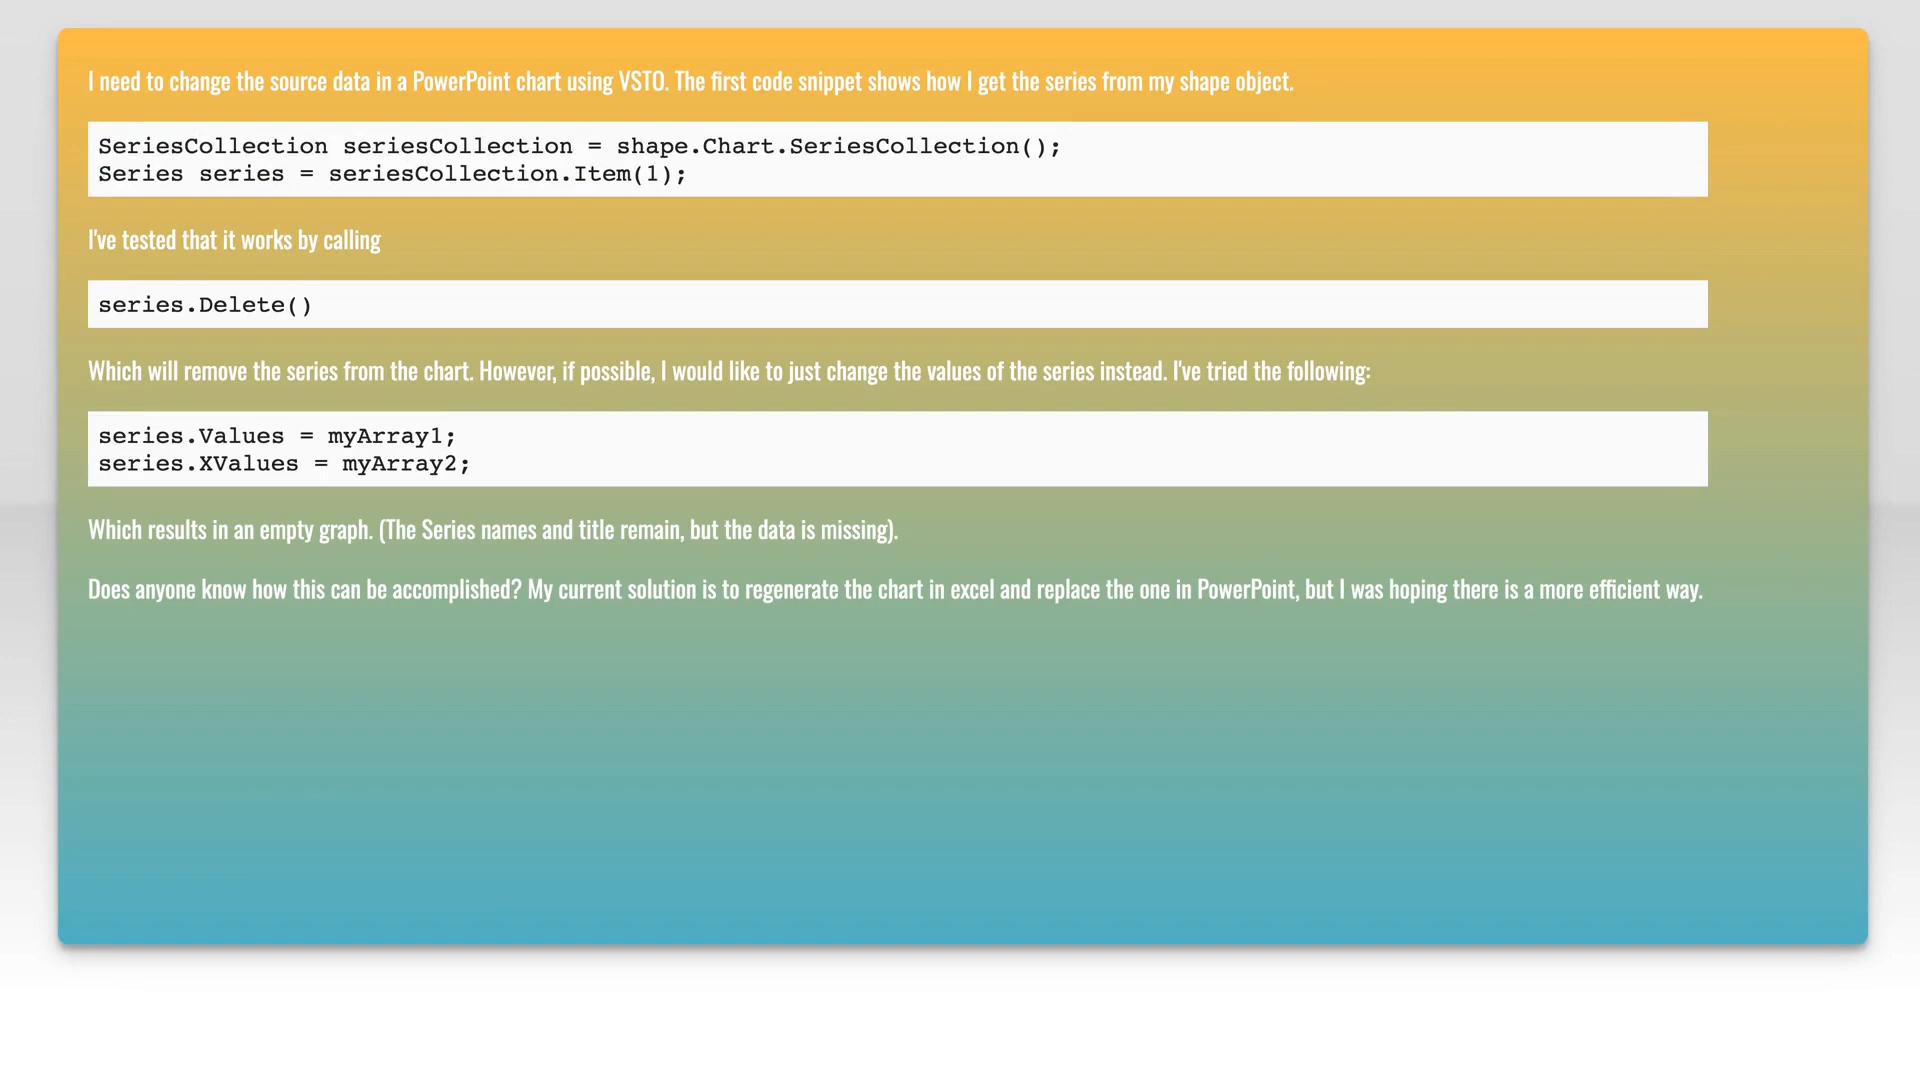 I need to change the source data in a PowerPoint chart using VSTO. The first code snippet shows how I get the series from my shape object.
SeriesCollection seriesCollection = shape.Chart.SeriesCollection();
Series series = seriesCollection.Item(1);
I've tested that it works by calling
series.Delete()
Which will remove the series from the chart. However, if possible, I would like to just change the values of the series instead. I've tried the following:
series.Values = myArray1;
series.XValues = myArray2;
Which results in an empty graph. (The Series names and title remain, but the data is missing).
Does anyone know how this can be accomplished? My current solution is to regenerate the chart in excel and replace the one in PowerPoint, but I was hoping there is a more efficient way.